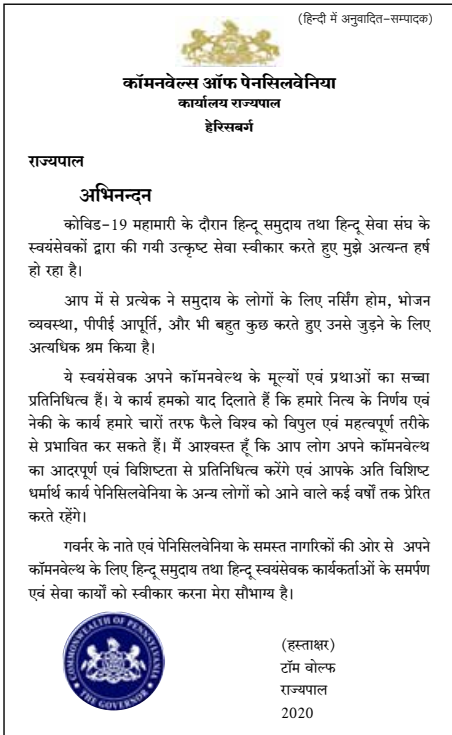 (हिन्दी में अनुवादित-सम्पादक)
कॉमनवेल्स ऑफ पेनसिलवेनिया
कार्यालय राज्यपाल
हेरिसबर्ग
राज्यपाल
अभिनन्दन
कोविड-19 महामारी के दौरान हिन्दू समुदाय तथा हिन्दू सेवा संघ के
स्वयंसेवकों द्वारा की गयी उत्कृष्ट सेवा स्वीकार करते हुए मुझे अत्यन्त हर्ष
हो रहा है।
आप में से प्रत्येक ने समुदाय के लोगों के लिए नर्सिंग होम, भोजन
व्यवस्था, पीपीई आपूर्ति, और भी बहुत कुछ करते हुए उनसे जुड़ने के लिए
अत्यधिक श्रम किया है।
ये स्वयंसेवक अपने कॉमनवेल्थ के मूल्यों एवं प्रथाओं का सच्चा
प्रतिनिधित्व हैं। ये कार्य हमको याद दिलाते हैं कि हमारे नित्य के निर्णय एवं
नेकी के कार्य हमारे चारों तरफ फैले विश्व को विपुल एवं महत्वपूर्ण तरीके
से प्रभावित कर सकते हैं। मैं आश्वस्त हूँ कि आप लोग अपने कॉमनवेल्थ
का आदरपूर्ण एवं विशिष्टता से प्रतिनिधित्व करेंगे एवं आपके अति विशिष्ट
धर्मार्थ कार्य पेनिसिलवेनिया के अन्य लोगों को आने वाले कई वर्षों तक प्रेरित
करते रहेंगे।
गवर्नर के नाते एवं पेनिसिलवेनिया के समस्त नागरिकों की ओर से अपने
कॉमनवेल्थ के लिए हिन्दू समुदाय तथा हिन्दू स्वयंसेवक कार्यकर्ताओं के समर्पण
एवं सेवा कार्यों को स्वीकार करना मेरा सौभाग्य है।
COMMONWEALTH OF PENNSYLVANIA
THE GOVERNOR
(हस्ताक्षर)
टॉम वोल्फ
राज्यपाल
2020